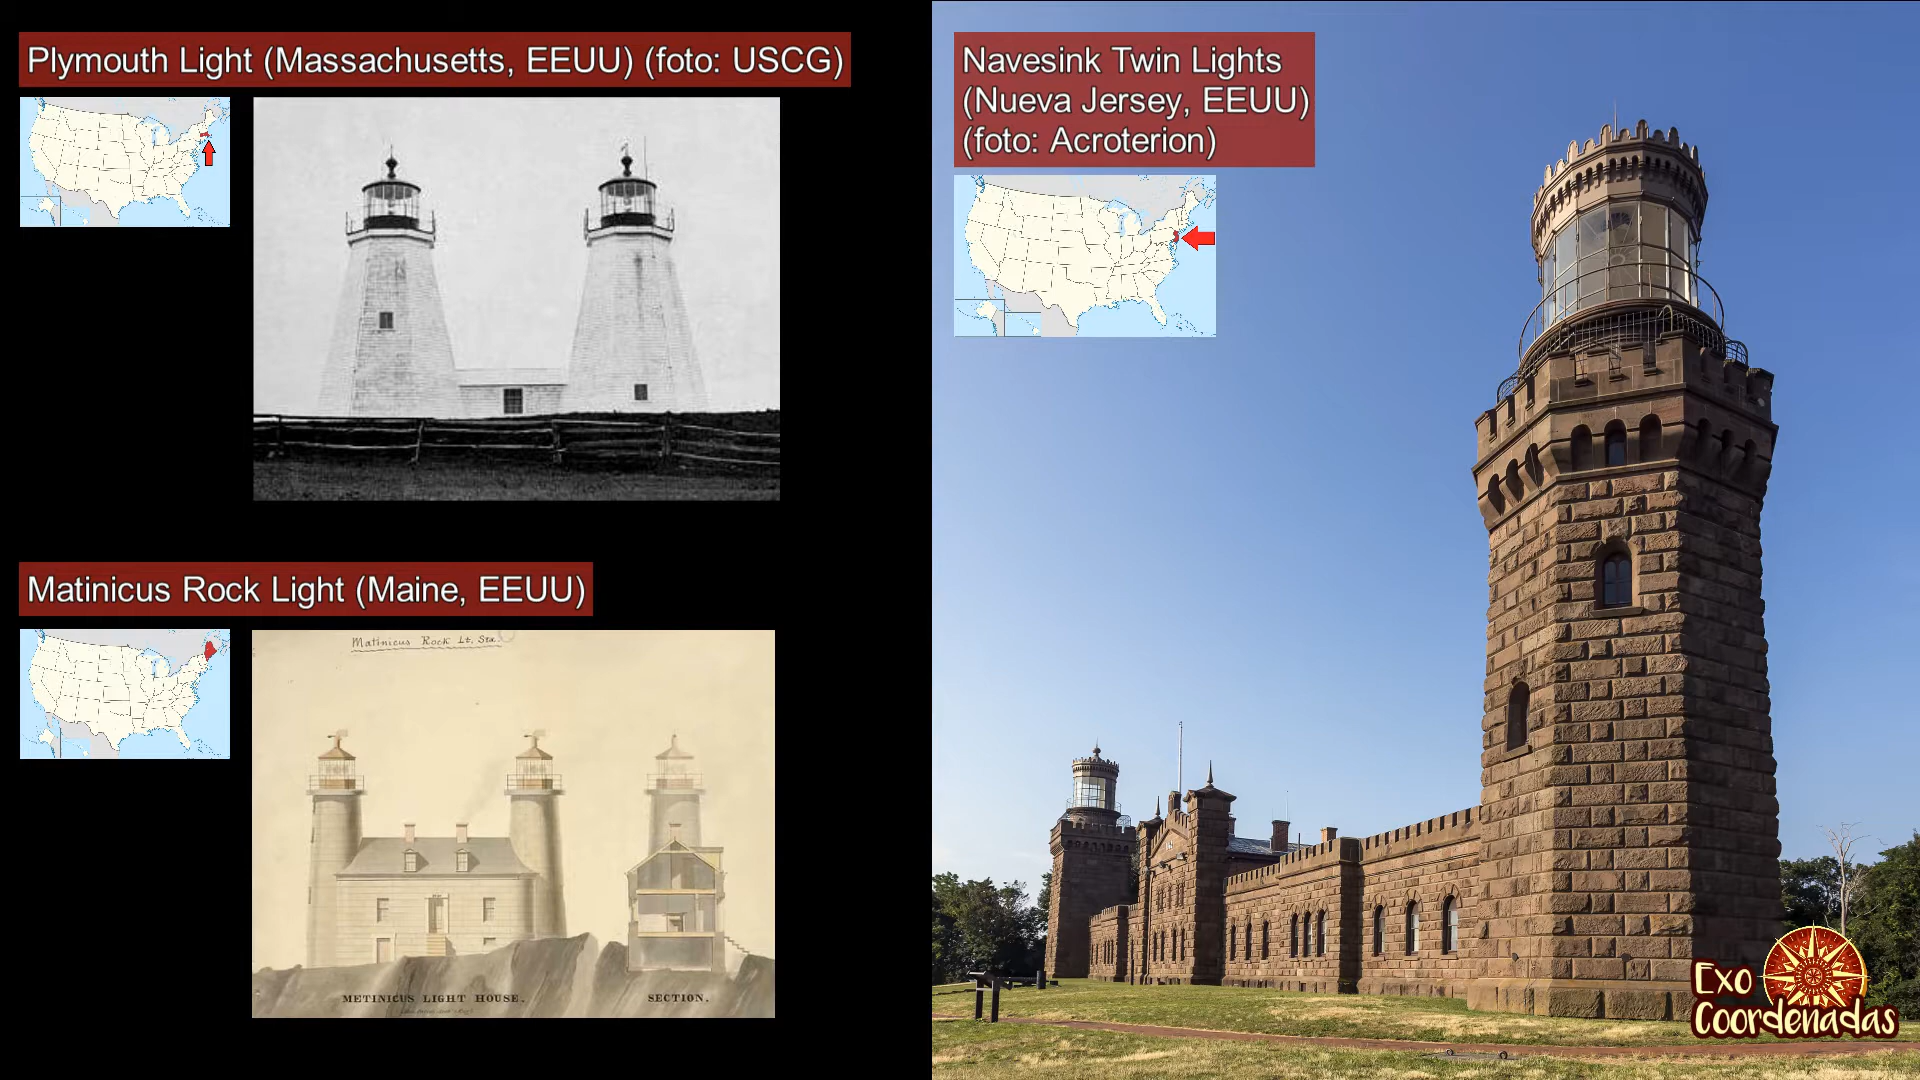 Plymouth Light (Massachusetts, EEUU) (foto: USCG)
Matinicus Rock Light (Maine, EEUU)
Matinicus Rock Lt. Sta.
METINICUS LIGHT HOUSE.
SECTION.
Navesink Twin Lights
(Nueva Jersey, EEUU)
(foto: Acroterion)
Exo
Coordenadas